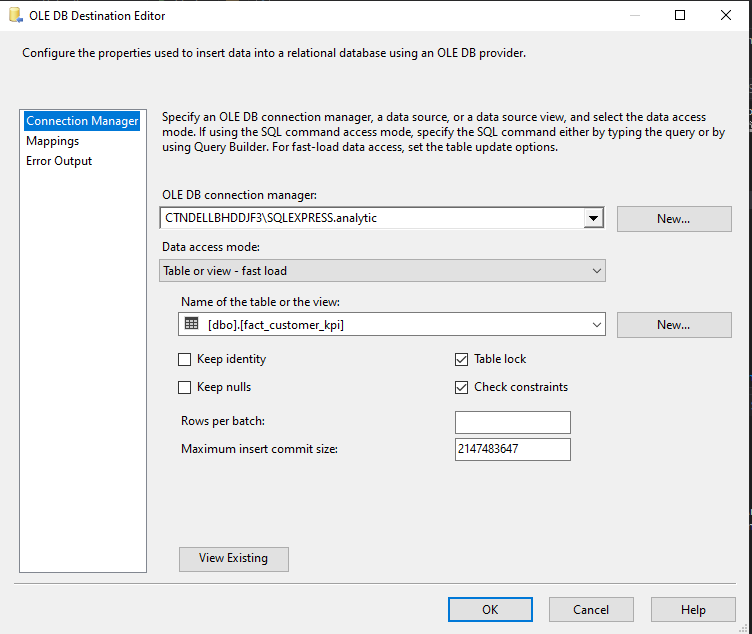 OLE DB Destination Editor
Configure the properties used to insert data into a relational database using an OLE DB provider.
Connection Manager
Mappings
Error Output
Specify an OLE DB connection manager, a data source, or a data source view, and select the data access
mode. If using the SQL command access mode, specify the SQL command either by typing the query or by
using Query Builder. For fast-load data access, set the table update options.
OLE DB connection manager:
CTNDELLBHDDJF3\SQLEXPRESS.analytic
New...
Data access mode:
Table or view - fast load
Name of the table or the view:
[dbo].[fact_customer_kpi]
New...
Keep identity
Table lock
Keep nulls
Check constraints
Rows per batch:
Maximum insert commit size:
2147483647
View Existing
OK
Cancel
Help